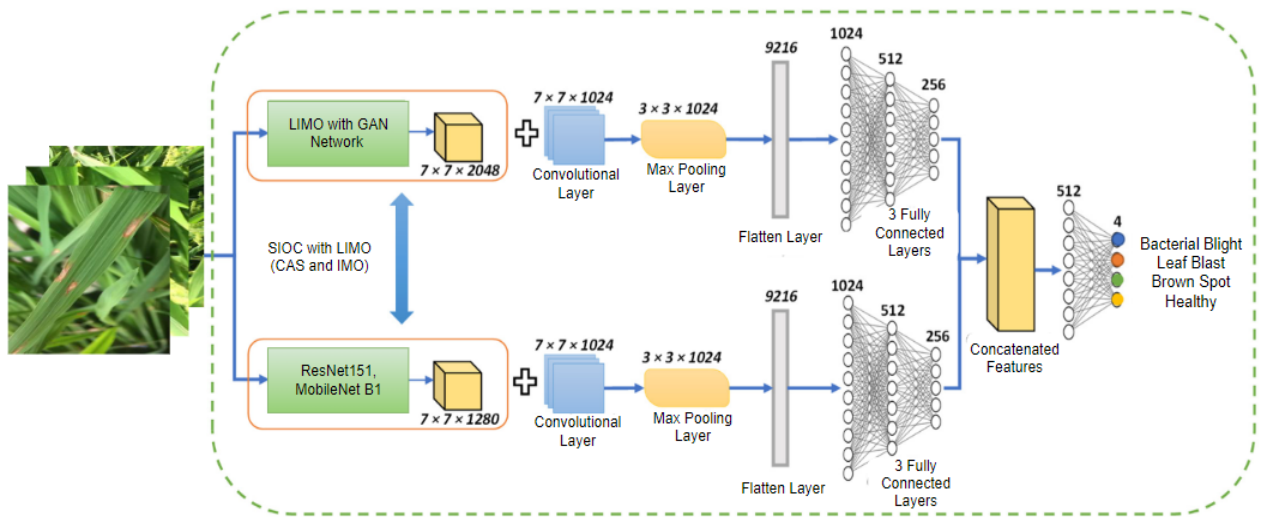 LIMO with GAN
Network
7 × 7 × 2048
7 × 7 × 1024
Convolutional
Layer
3 × 3 × 1024
Max Pooling
Layer
9216
Flatten Layer
1024
512
256
3 Fully
Connected
Layers
SIOC with LIMO
(CAS and IMO)
ResNet151,
MobileNet B1
7 × 7 × 1280
7 × 7 × 1024
Convolutional
Layer
3 × 3 × 1024
Max Pooling
Layer
9216
Flatten Layer
1024
512
256
3 Fully
Connected
Layers
Concatenated
Features
512
4
Bacterial Blight
Leaf Blast
Brown Spot
Healthy